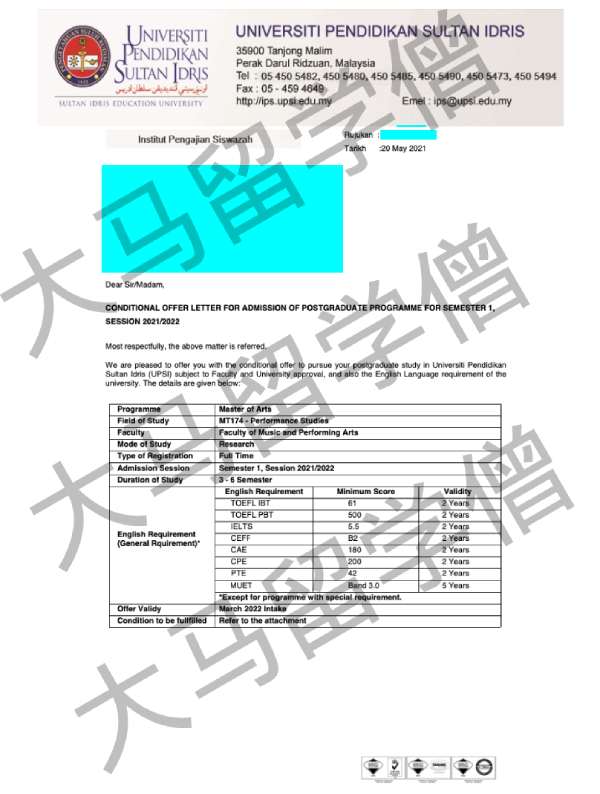 UNIVERSITI
PENDIDIKAN
SULTAN IDRIS
اونيۏرسيتي ڤنديديقن سلطان إدريس
SULTAN IDRIS EDUCATION UNIVERSITY
UNIVERSITI PENDIDIKAN SULTAN IDRIS
35900 Tanjong Malim
Perak Darul Ridzuan, Malaysia
Tel : 05 450 5482, 450 5480, 450 5485, 450 5490, 450 5473, 450 5494
Fax : 05 - 459 4649
http://ips.upsi.edu.my Emel : ips@upsi.edu.my
Institut Pengajian Siswazah
Rujukan :
Tarikh :20 May 2021
Dear Sir/Madam,
CONDITIONAL OFFER LETTER FOR ADMISSION OF POSTGRADUATE PROGRAMME FOR SEMESTER 1,
SESSION 2021/2022
Most respectfully, the above matter is referred.
We are pleased to offer you with the conditional offer to pursue your postgraduate study in Universiti Pendidikan
Sultan Idris (UPSI) subject to Faculty and University approval, and also the English Language requirement of the
university. The details are given below:
Programme Master of Arts
Field of Study MT174 - Performance Studies
Faculty Faculty of Music and Performing Arts
Mode of Study Research
Type of Registration Full Time
Admission Session Semester 1, Session 2021/2022
Duration of Study 3 - 6 Semester
English Requirement (General Rquirement)*
English Requirement Minimum Score Validity
TOEFL IBT 61 2 Years
TOEFL PBT 500 2 Years
IELTS 5.5 2 Years
CEFF B2 2 Years
CAE 180 2 Years
CPE 200 2 Years
PTE 42 2 Years
MUET Band 3.0 5 Years
*Except for programme with special requirement.
Offer Validy March 2022 Intake
Condition to be fullfilled Refer to the attachment
大马留学僧
大马留学僧
大马留学僧